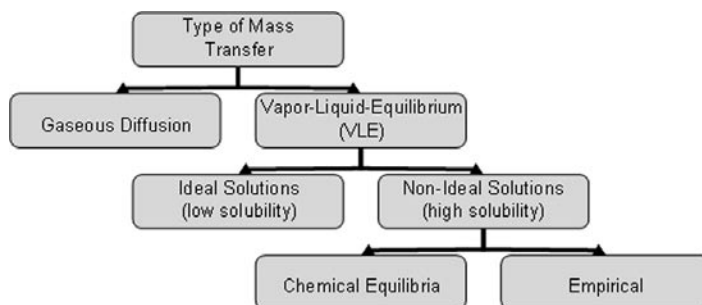 Type of Mass
Transfer
Gaseous Diffusion
Vapor-Liquid-Equilibrium
(VLE)
Ideal Solutions
(low solubility)
Non-Ideal Solutions
(high solubility)
Chemical Equilibria
Empirical